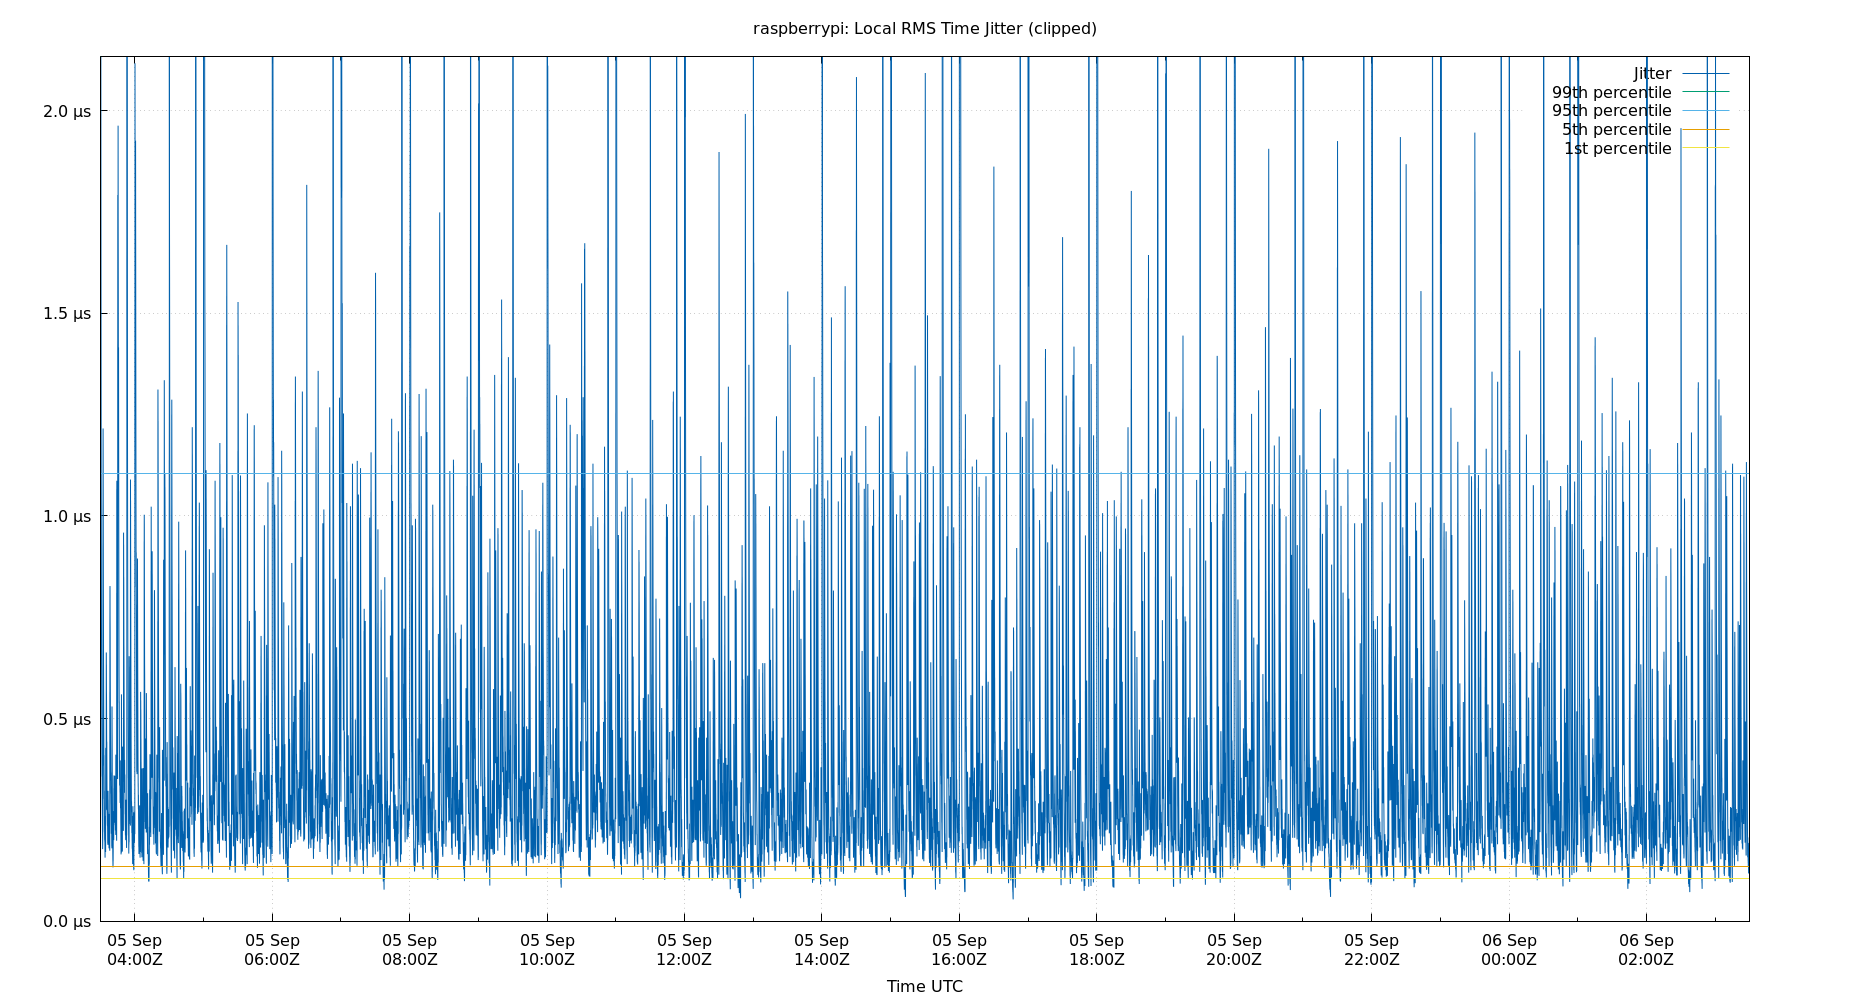 raspberrypi: Local RMS Time Jitter (clipped)
Jitter
99th percentile
95th percentile
5th percentile
1st percentile
2.0 µs
1.5 µs
1.0 µs
0.5 µs
0.0 µs
05 Sep 05 Sep 05 Sep 05 Sep 05 Sep 05 Sep 05 Sep 05 Sep 05 Sep 05 Sep 06 Sep 06 Sep
04:00Z 06:00Z 08:00Z 10:00Z 12:00Z 14:00Z 16:00Z 18:00Z 20:00Z 22:00Z 00:00Z 02:00Z
Time UTC